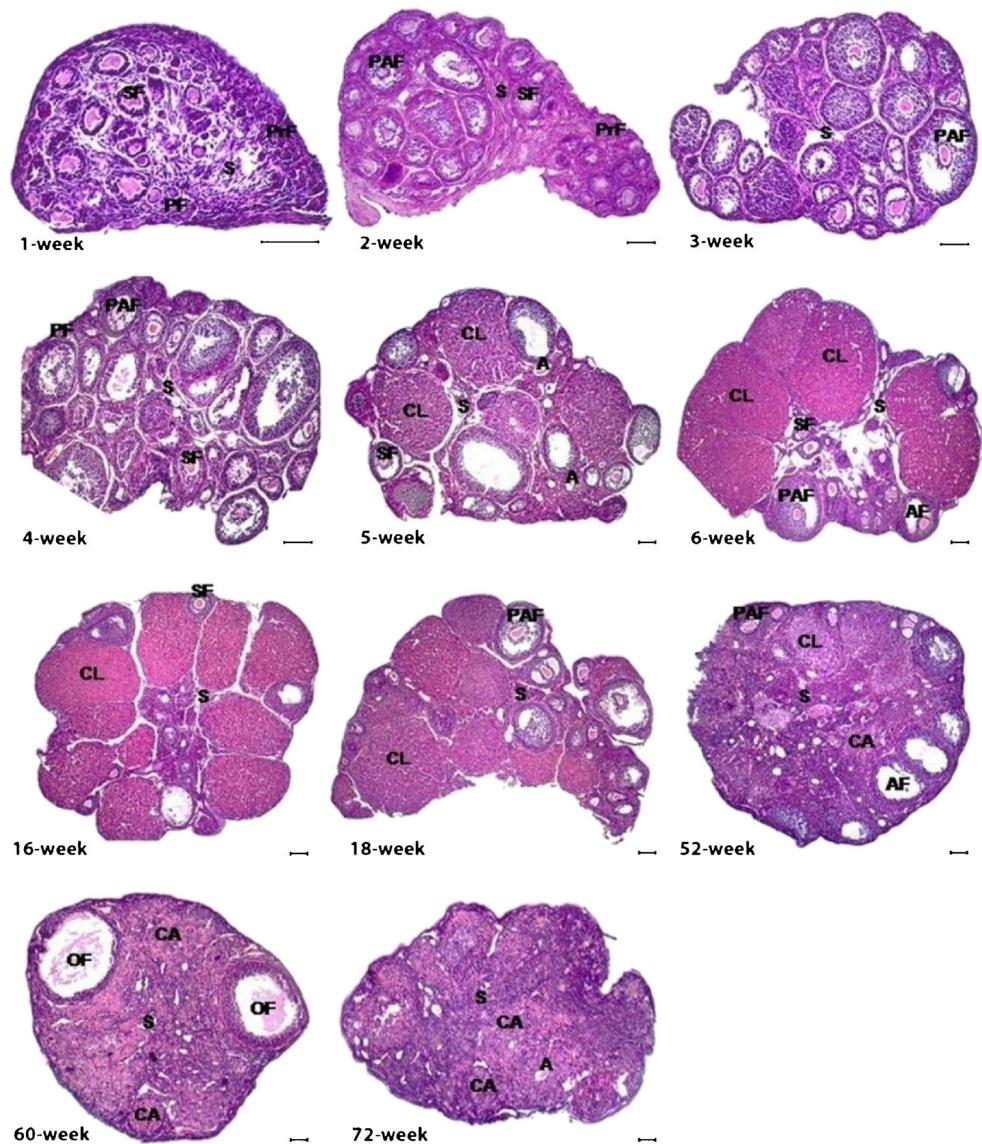 SF
PrF
S
PF
1-week
PAF
S
SF
PrF
2-week
S
PAF
3-week
PAF
PF
S
SF
4-week
CL
A
CL
S
SF
A
5-week
CL
CL
S
SF
PAF
AF
6-week
SF
CL
S
16-week
PAF
S
CL
18-week
PAF
CL
S
CA
AF
52-week
CA
OF
OF
S
CA
60-week
S
CA
A
CA
72-week